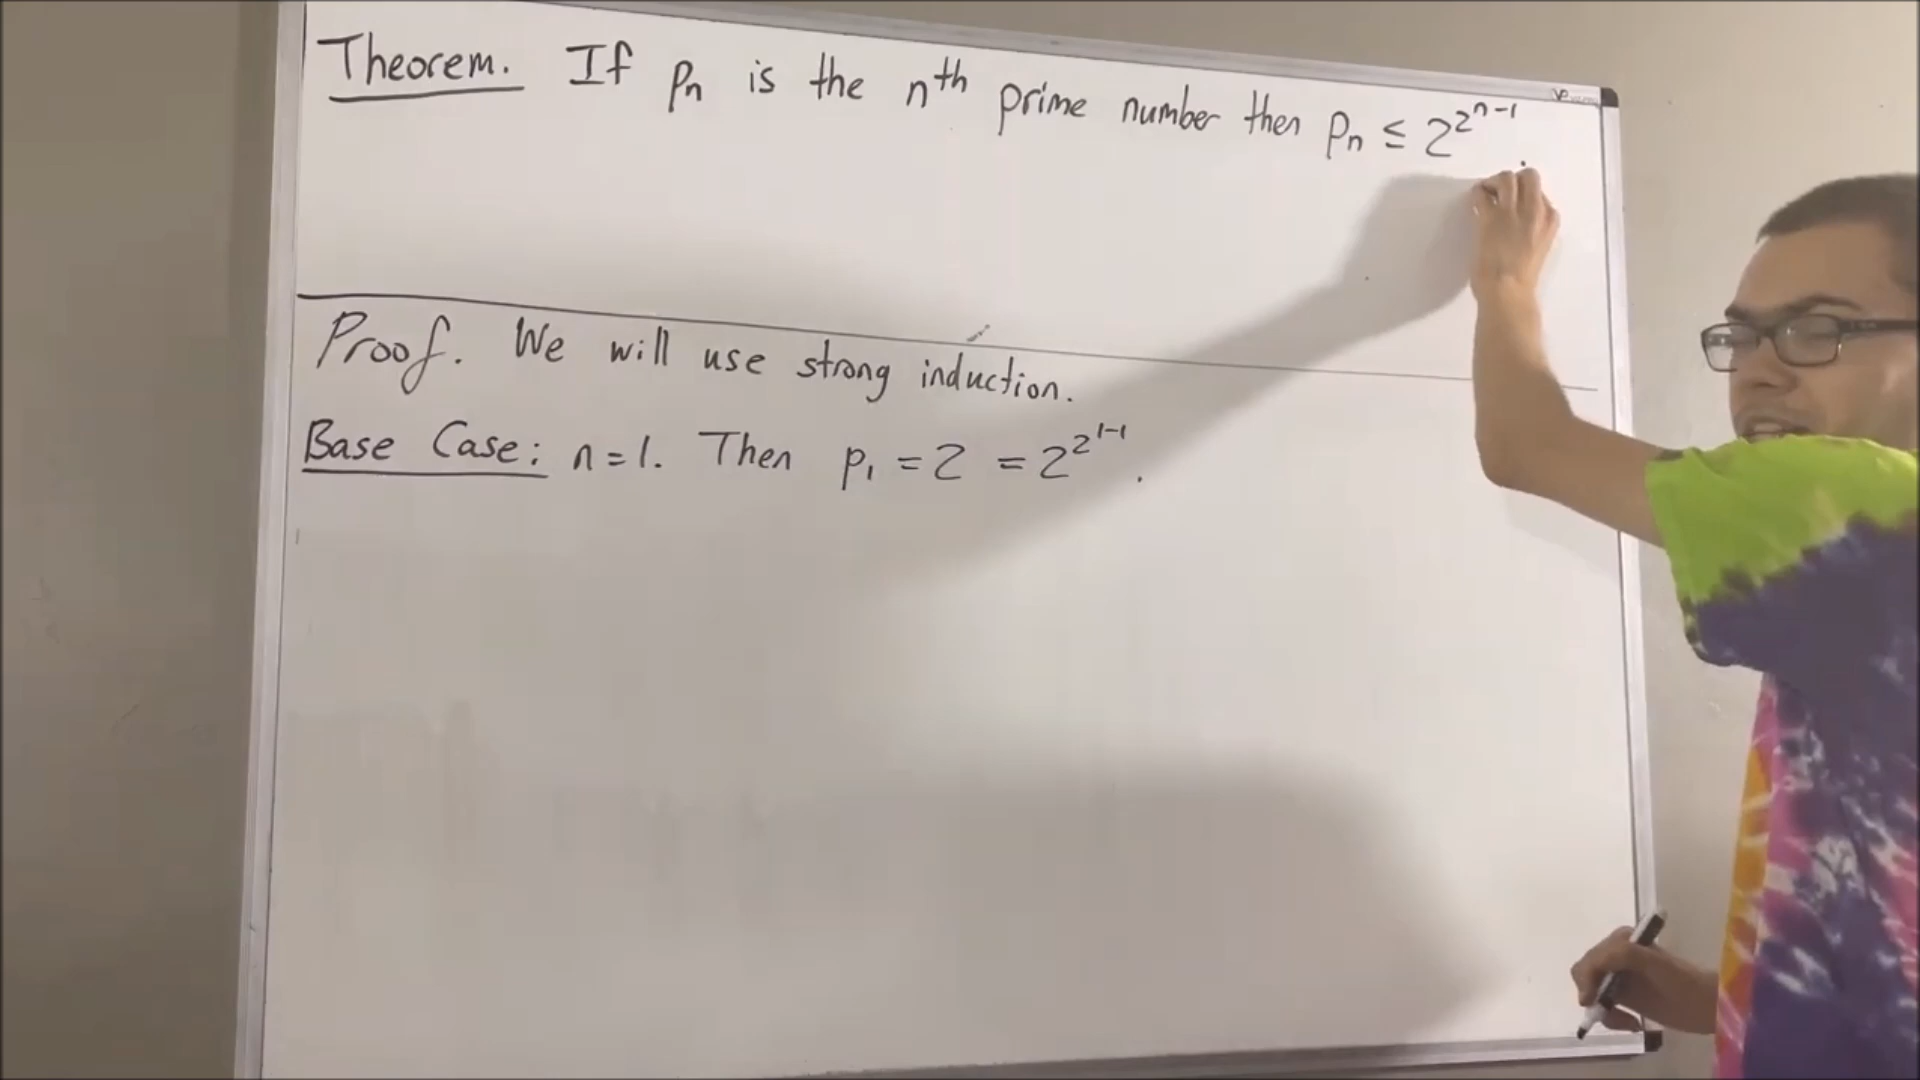 Theorem. If pₙ is the nᵗʰ prime number then pₙ ≤ 2^2^n-1.
Proof. We will use strong induction.
Base Case: n=1. Then p₁ = 2 = 2^2^1-1.